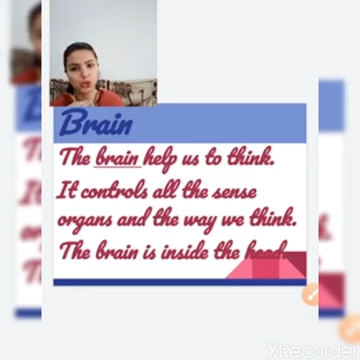 Brain
The brain help us to think.
It controls all the sense
organs and the way we think.
The brain is inside the head.
XRecorder